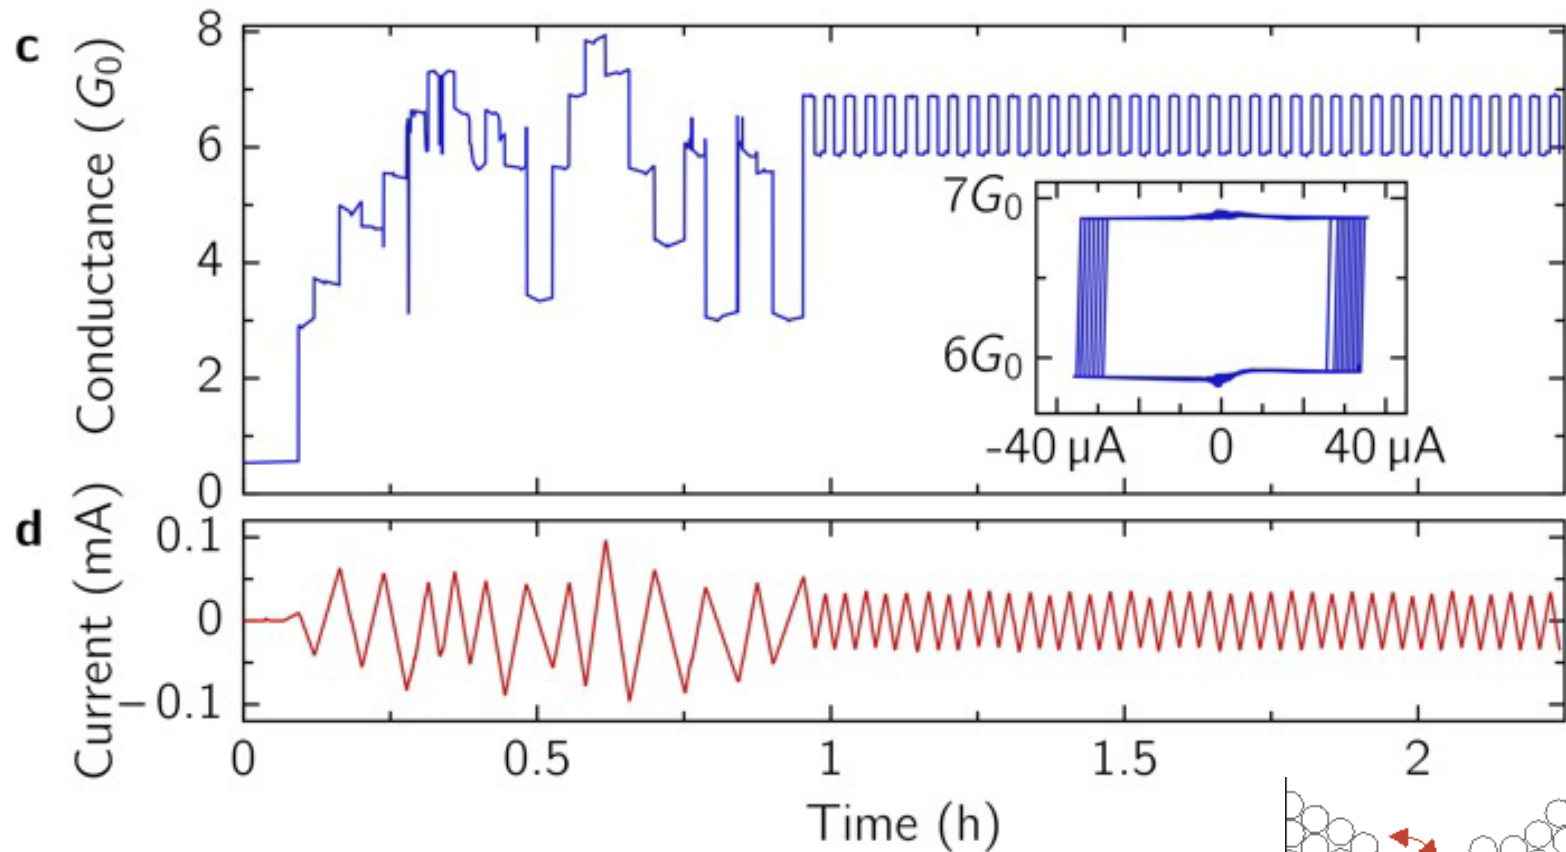 c
Conductance (G0)
8
6
4
2
0
7G0
6G0
-40 µA 0 40 µA
d
Current (mA)
0.1
0
−0.1
0 0.5 1 1.5 2
Time (h)